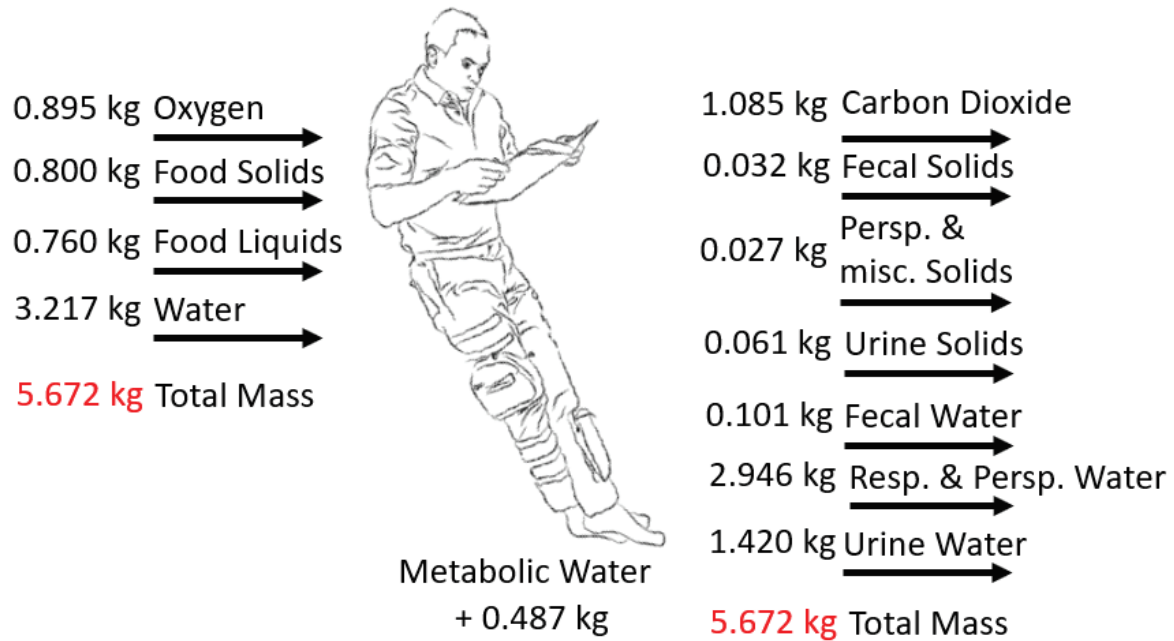 0.895 kg Oxygen
0.800 kg Food Solids
0.760 kg Food Liquids
3.217 kg Water
5.672 kg Total Mass
Metabolic Water
+ 0.487 kg
1.085 kg Carbon Dioxide
0.032 kg Fecal Solids
0.027 kg Persp. &
misc. Solids
0.061 kg Urine Solids
0.101 kg Fecal Water
2.946 kg Resp. & Persp. Water
1.420 kg Urine Water
5.672 kg Total Mass